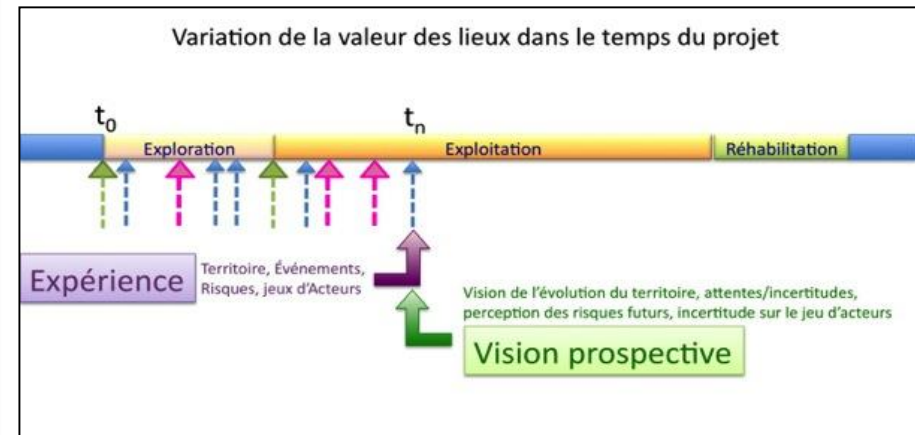 Variation de la valeur des lieux dans le temps du projet
t0
tn
Exploration
Exploitation
Réhabilitation
Expérience
Territoire, Événements,
Risques, jeux d’Acteurs
Vision de l’évolution du territoire, attentes/incertitudes,
perception des risques futurs, incertitude sur le jeu d’acteurs
Vision prospective